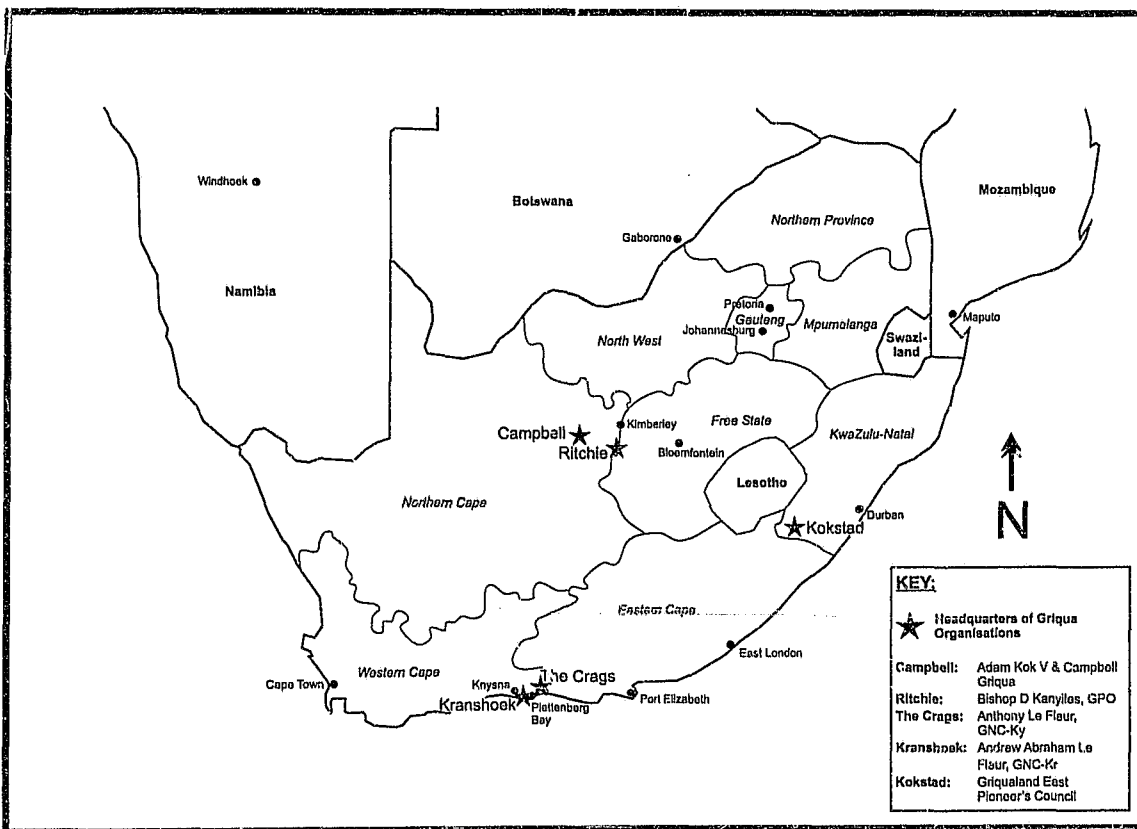 Windhoek
Botswana
Mozambique
Northern Province
Gaborone
Namibia
Pretoria
Gauteng
Johannesburg
Mpumalanga
Maputo
Swazi-
land
North West
Campbell
Ritchie
Kimberley
Free State
Bloemfontein
KwaZulu-Natal
Lesotho
Northern Cape
Kokstad
Durban
N
Eastern Cape
East London
Western Cape
The Crags
Cape Town
Knysna
Kranshoek
Plettenberg
Bay
Port Elizabeth
KEY:
Headquarters of Griqua
Organisations
Campbell: Adam Kok V & Campbell
Griqua
Ritchie: Bishop D Kanyiles, GPO
The Crags: Anthony Le Fleur,
GNC-Ky
Kranshoek: Andrew Abraham Le
Fleur, GNC-Kr
Kokstad: Griqualand East
Pioneer's Council